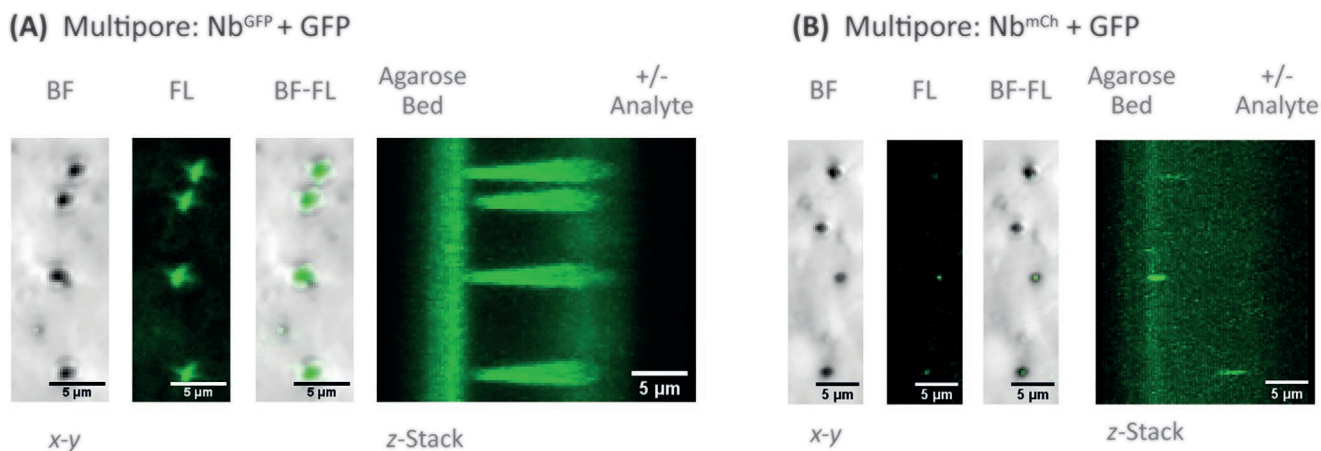 (A) Multipore: Nb^GFP + GFP
BF FL BF-FL Agarose Bed +/- Analyte
5 µm 5 µm 5 µm 5 µm
x-y z-Stack
(B) Multipore: Nb^mCh + GFP
BF FL BF-FL Agarose Bed +/- Analyte
5 µm 5 µm 5 µm 5 µm
x-y z-Stack